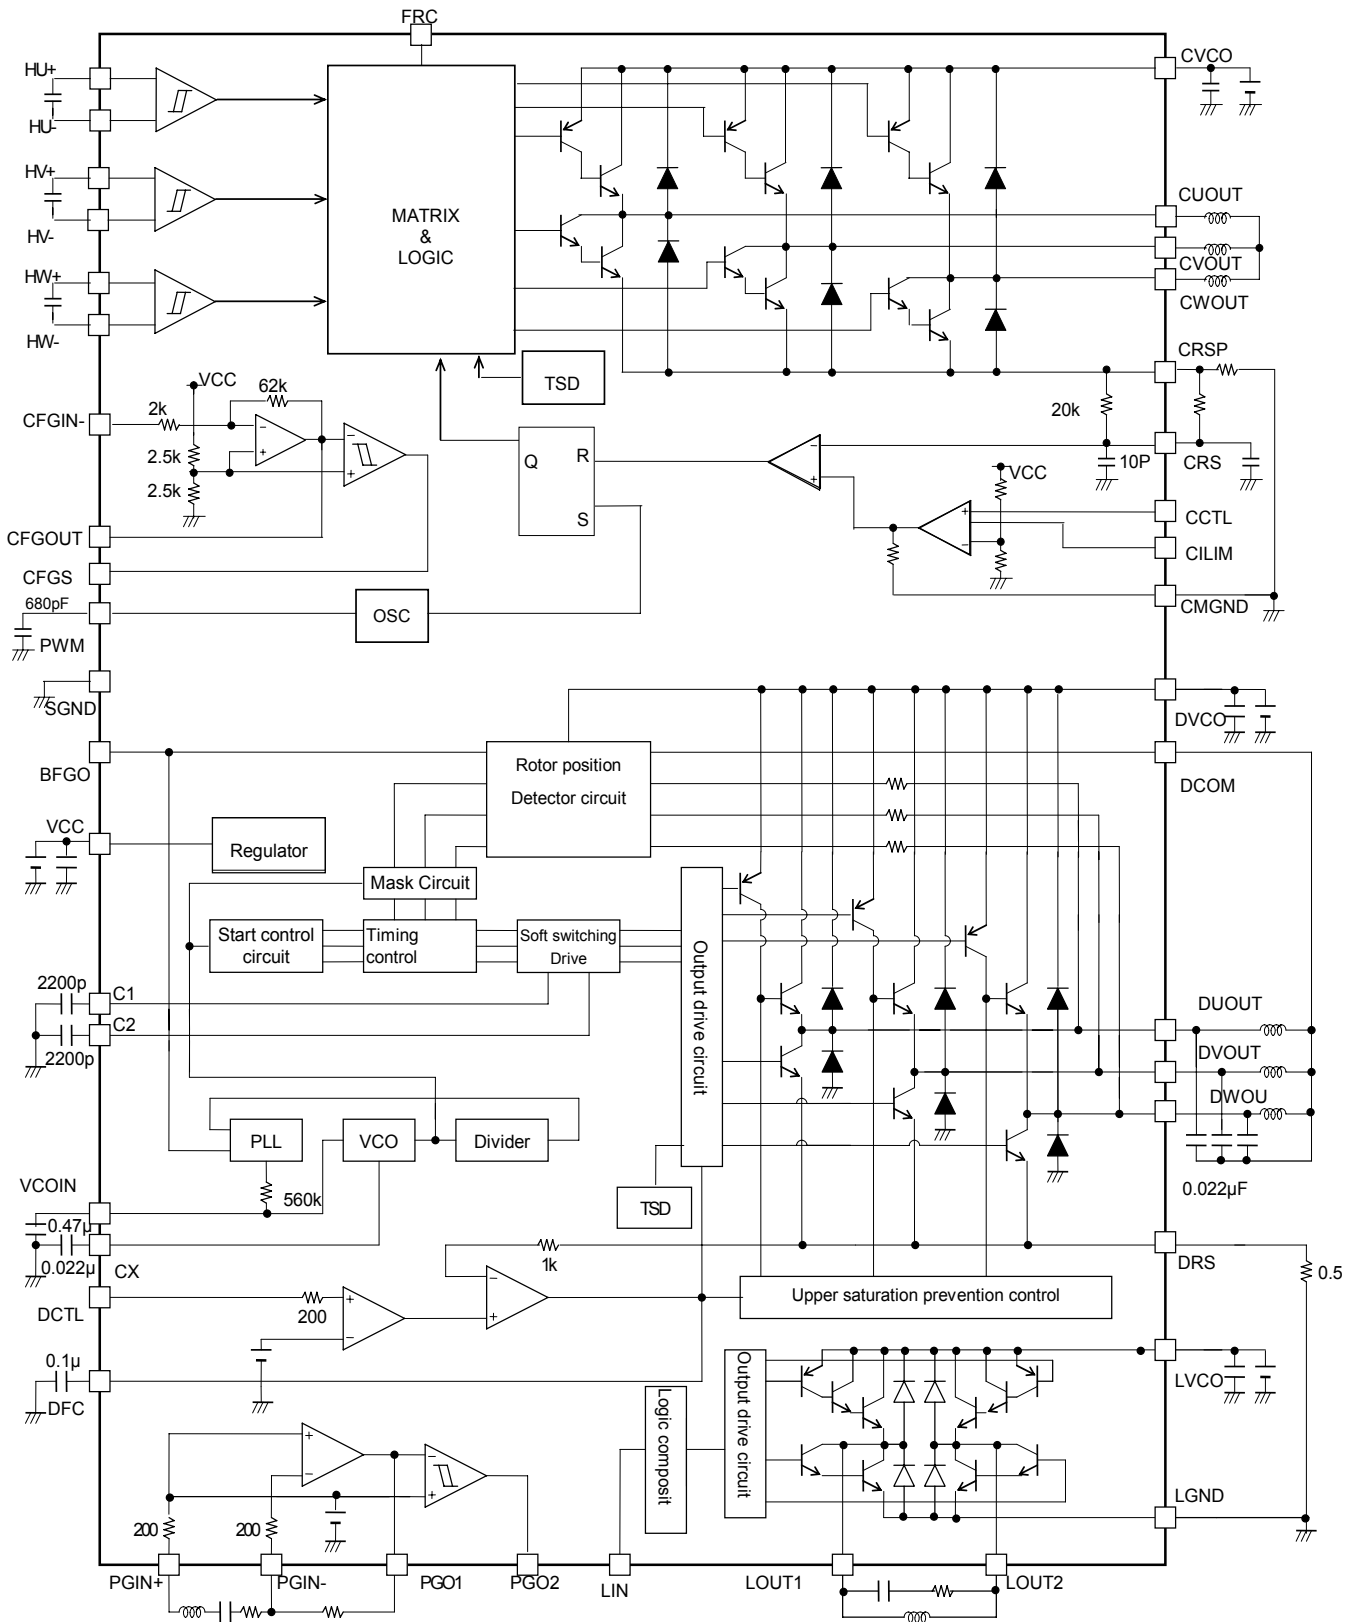 FRC
HU+
HU-
HV+
HV-
HW+
HW-
MATRIX
&
LOGIC
CVCO
CUOUT
CVOUT
CWOUT
CRSP
TSD
VCC
62k
CFGIN-
2k
2.5k
2.5k
20k
Q
R
S
10P
CRS
VCC
CCTL
CILIM
CFGOUT
CFGS
CMGND
680pF
OSC
PWM
SGND
DVCO
BFGO
Rotor position
Detector circuit
DCOM
VCC
Regulator
Mask Circuit
Start control
circuit
Timing
control
Soft switching
Drive
Output drive circuit
2200p
C1
C2
2200p
DUOUT
DVOUT
DWOU
PLL
VCO
Divider
VCOIN
560k
0.022µF
TSD
0.47µ
0.022µ
CX
1k
DRS
0.5
DCTL
200
Upper saturation prevention control
0.1µ
DFC
Logic composit
Output drive circuit
LVCO
LGND
200
200
PGIN+
PGIN-
PGO1
PGO2
LIN
LOUT1
LOUT2